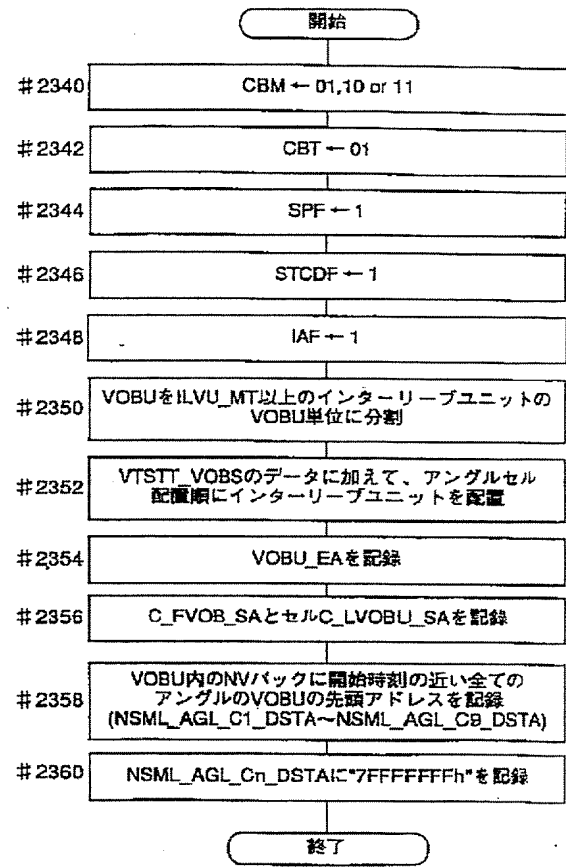 開始
#2340
CBM ← 01,10 or 11
#2342
CBT ← 01
#2344
SPF ← 1
#2346
STCDF ← 1
#2348
IAF ← 1
#2350
VOBUをILVU_MT以上のインターリーブユニットの
VOBU単位に分割
#2352
VTSTT_VOBSのデータに加えて、アングルセル
配置順にインターリーブユニットを配置
#2354
VOBU_EAを記録
#2356
C_FVOB_SAとセルC_LVOBU_SAを記録
#2358
VOBU内のNVパックに開始時刻の近い全ての
アングルのVOBUの先頭アドレスを記録
(NSML_AGL_C1_DSTA～NSML_AGL_C9_DSTA)
#2360
NSML_AGL_Cn_DSTAに"7FFFFFFFh"を記録
終了